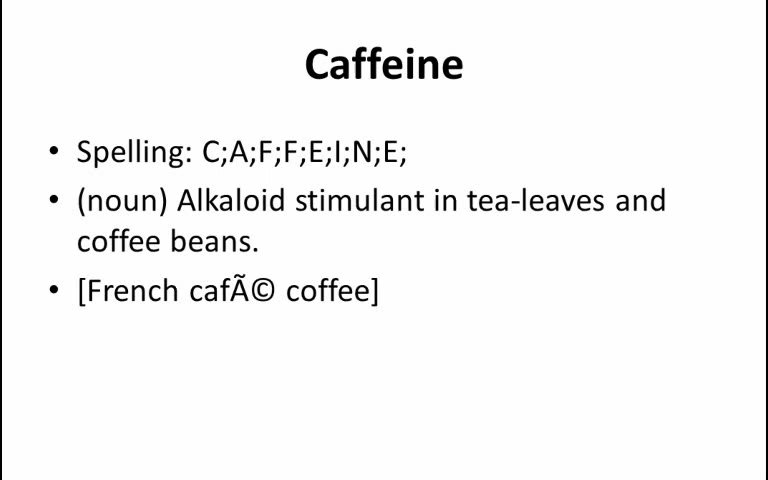 Caffeine
• Spelling: C;A;F;F;E;I;N;E;
• (noun) Alkaloid stimulant in tea-leaves and
coffee beans.
• [French cafÃ© coffee]